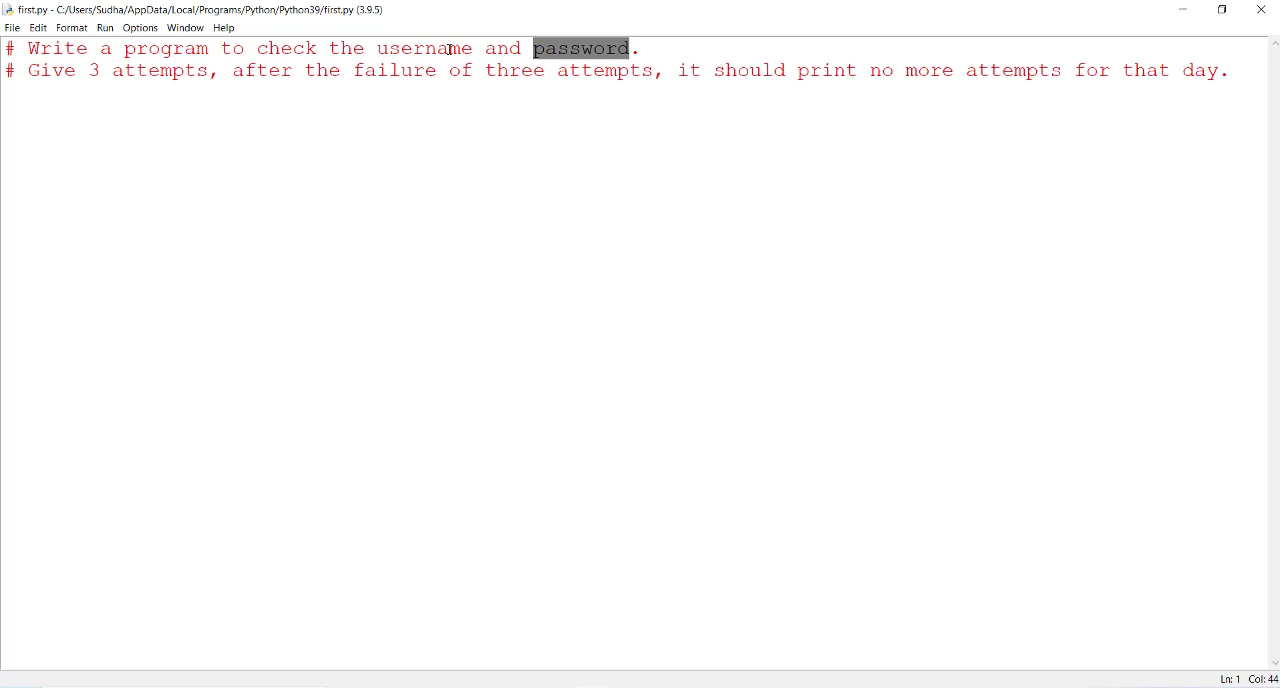 first.py - C:/Users/Sudha/AppData/Local/Programs/Python/Python39/first.py (3.9.5)
File Edit Format Run Options Window Help
# Write a program to check the username and password.
# Give 3 attempts, after the failure of three attempts, it should print no more attempts for that day.
Ln: 1 Col: 44